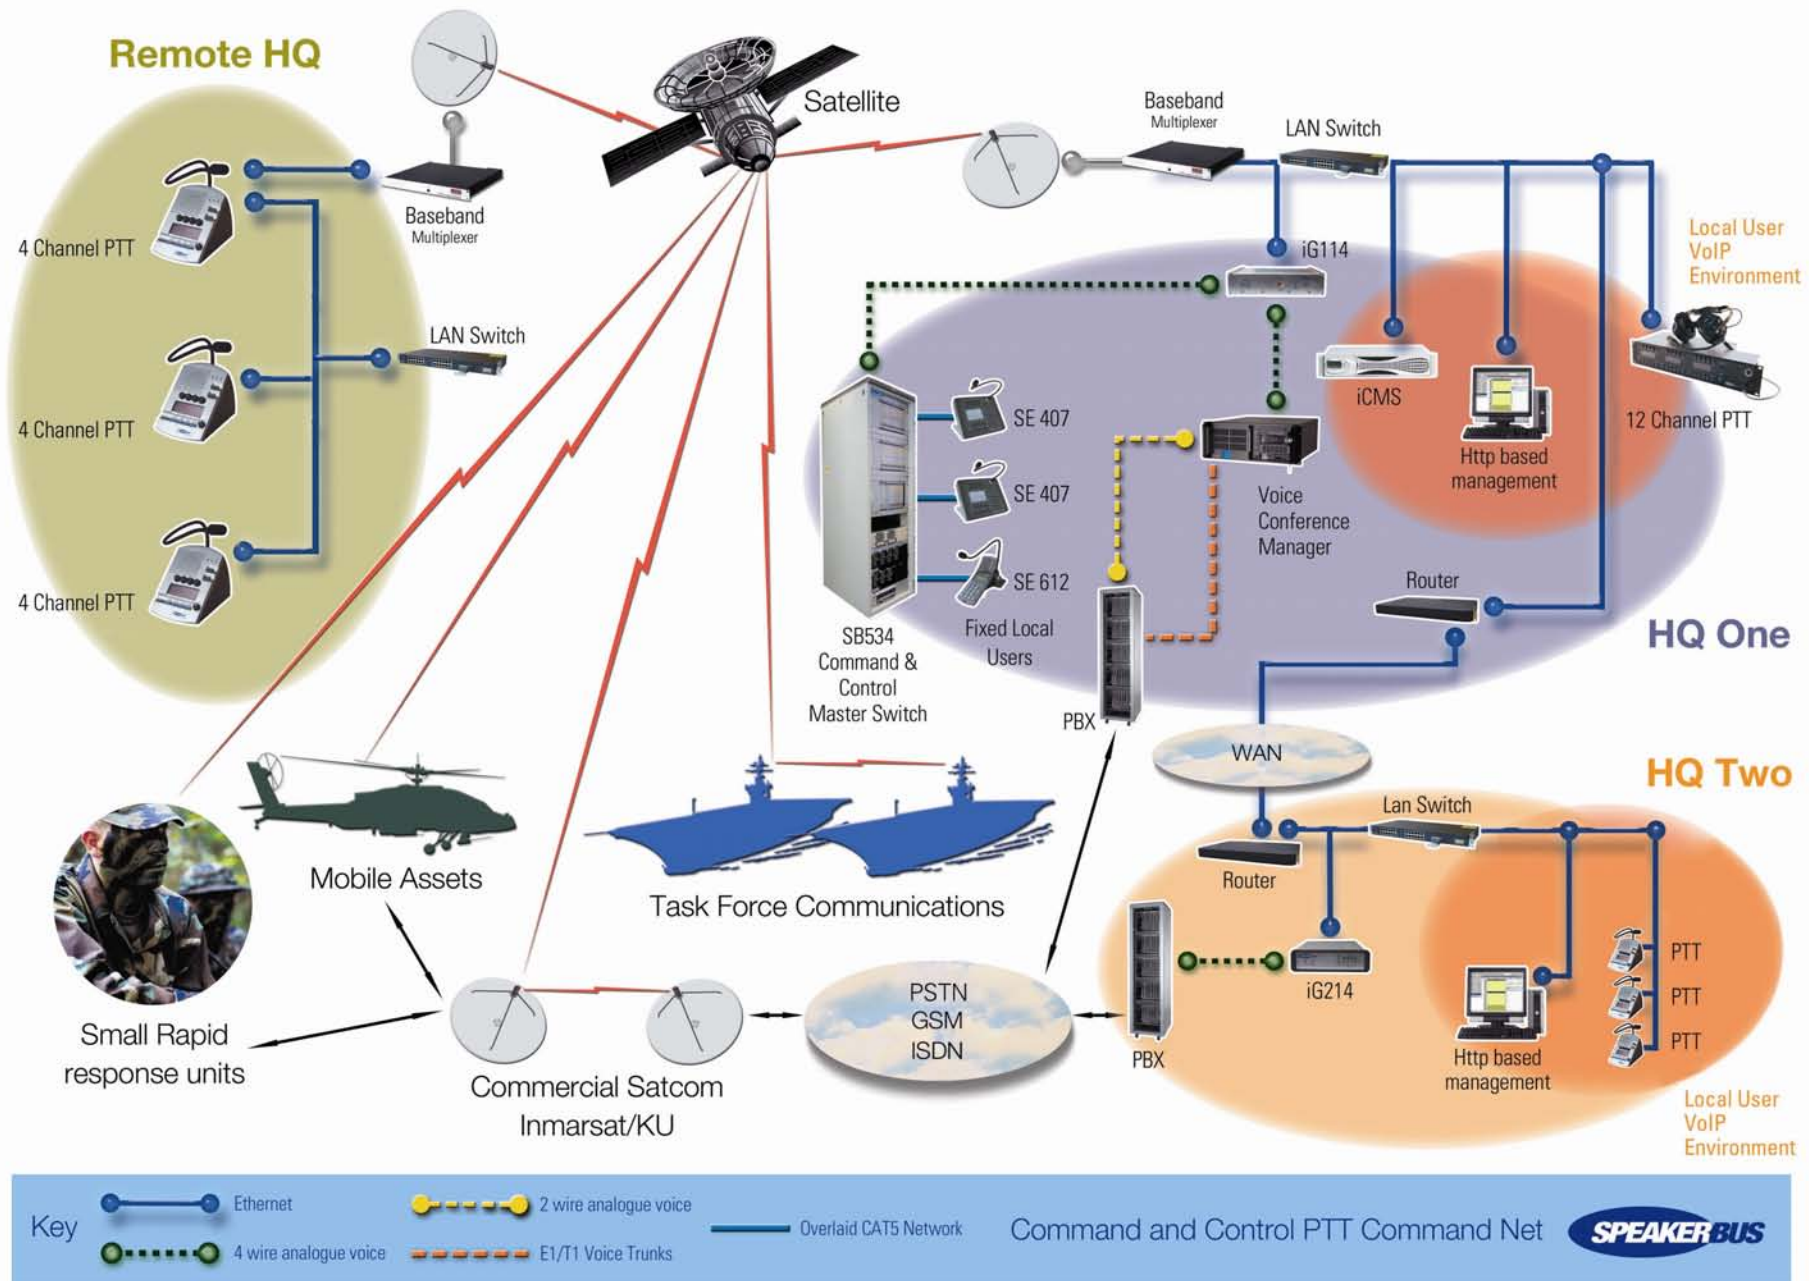 Remote HQ
4 Channel PTT
4 Channel PTT
4 Channel PTT
Baseband
Multiplexer
LAN Switch
Satellite
Baseband
Multiplexer
LAN Switch
iG114
Local User
VoIP
Environment
iCMS
Http based
management
12 Channel PTT
SE 407
SE 407
SE 612
Fixed Local
Users
SB534
Command &
Control
Master Switch
Voice
Conference
Manager
PBX
Router
HQ One
WAN
HQ Two
Lan Switch
Router
iG214
PBX
Http based
management
PTT
PTT
PTT
Local User
VoIP
Environment
Mobile Assets
Task Force Communications
Small Rapid
response units
Commercial Satcom
Inmarsat/KU
PSTN
GSM
ISDN
Key
Ethernet
4 wire analogue voice
2 wire analogue voice
E1/T1 Voice Trunks
Overlaid CAT5 Network
Command and Control PTT Command Net
SPEAKERBUS